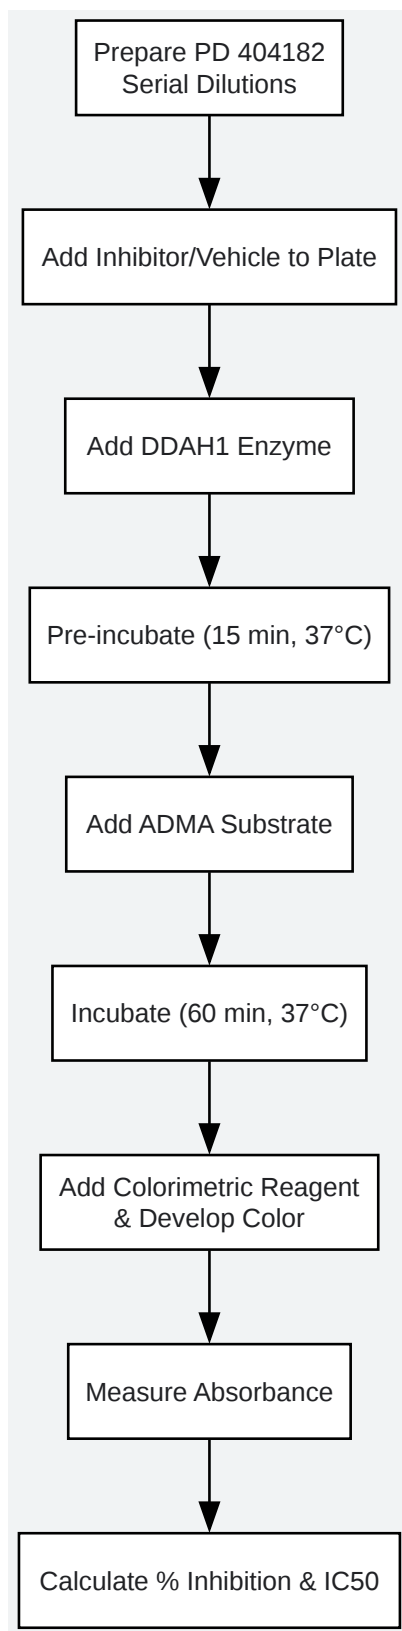 Prepare PD 404182
Serial Dilutions
Add Inhibitor/Vehicle to Plate
Add DDAH1 Enzyme
Pre-incubate (15 min, 37°C)
Add ADMA Substrate
Incubate (60 min, 37°C)
Add Colorimetric Reagent
& Develop Color
Measure Absorbance
Calculate % Inhibition & IC50